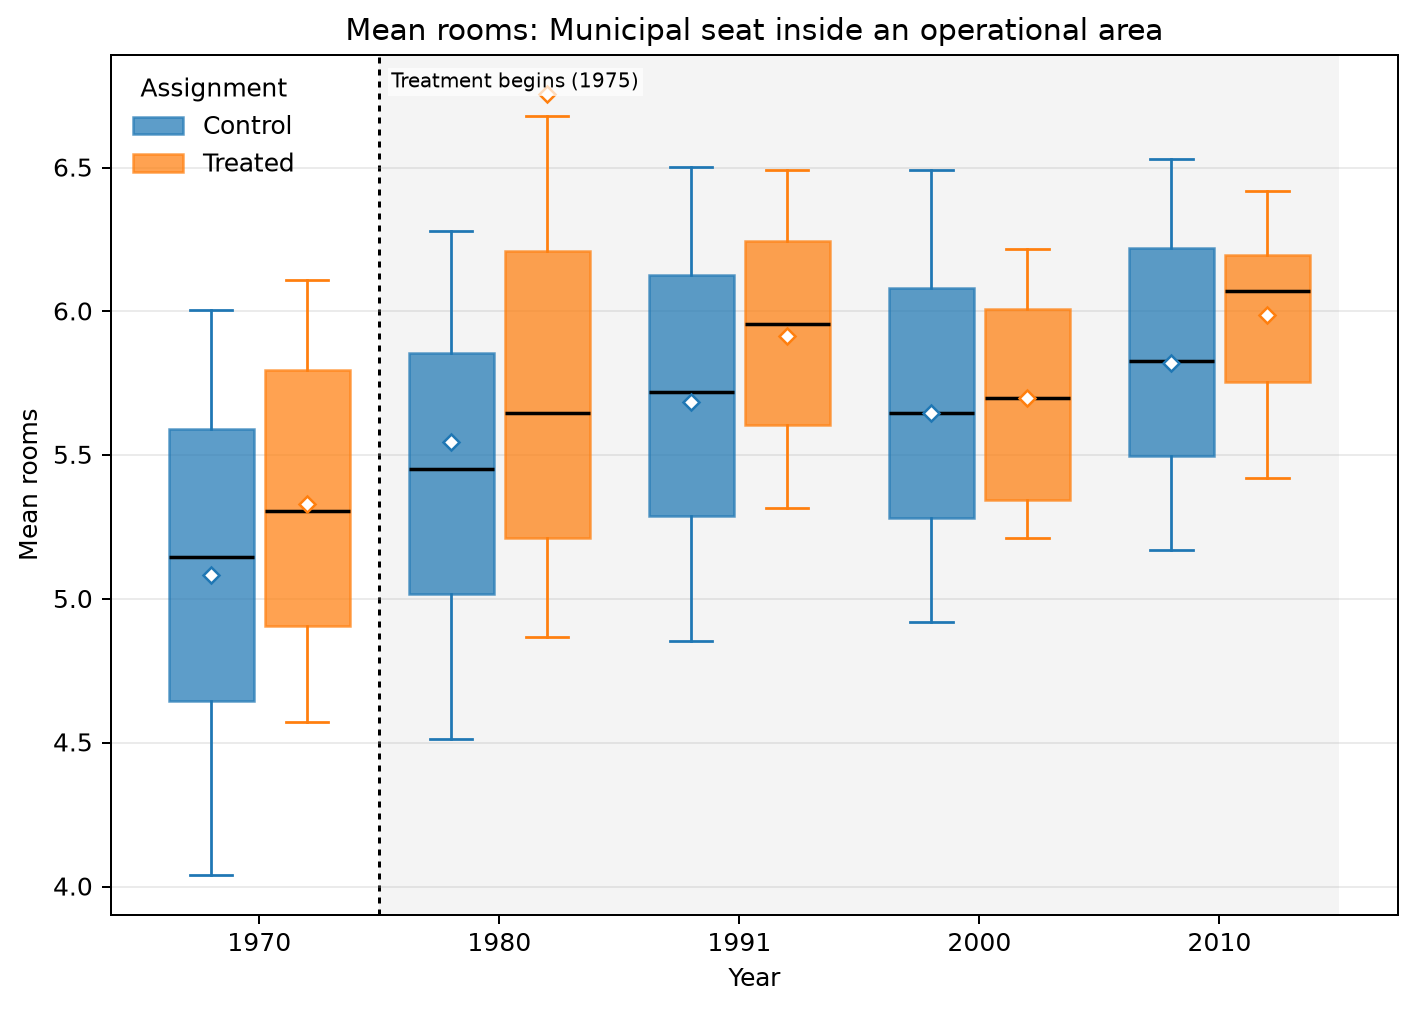 Mean rooms: Municipal seat inside an operational area
Treatment begins (1975)
Assignment
Control
Treated
Mean rooms
6.5
6.0
5.5
5.0
4.5
4.0
1970 1980 1991 2000 2010
Year